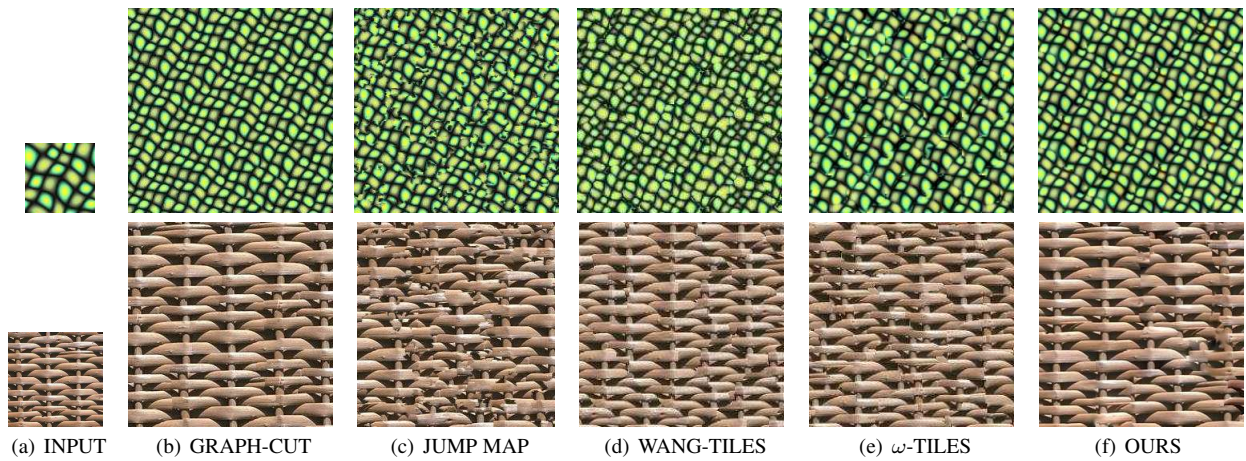 (a) INPUT (b) GRAPH-CUT (c) JUMP MAP (d) WANG-TILES (e) ω-TILES (f) OURS